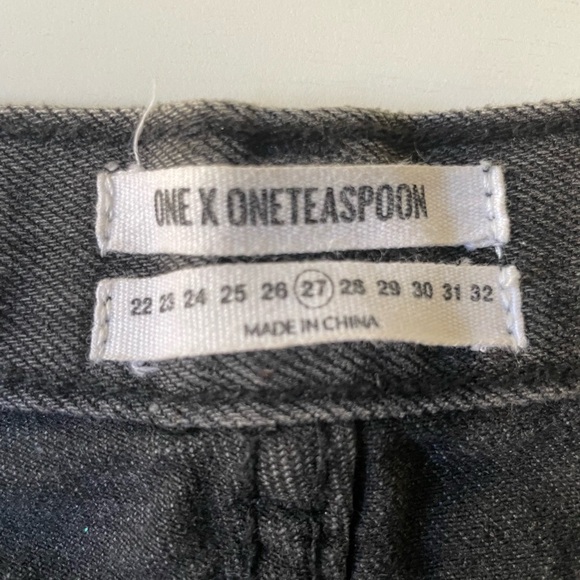 ONE X ONETEASPOON
22 23 24 25 26 27 28 29 30 31 32
MADE IN CHINA